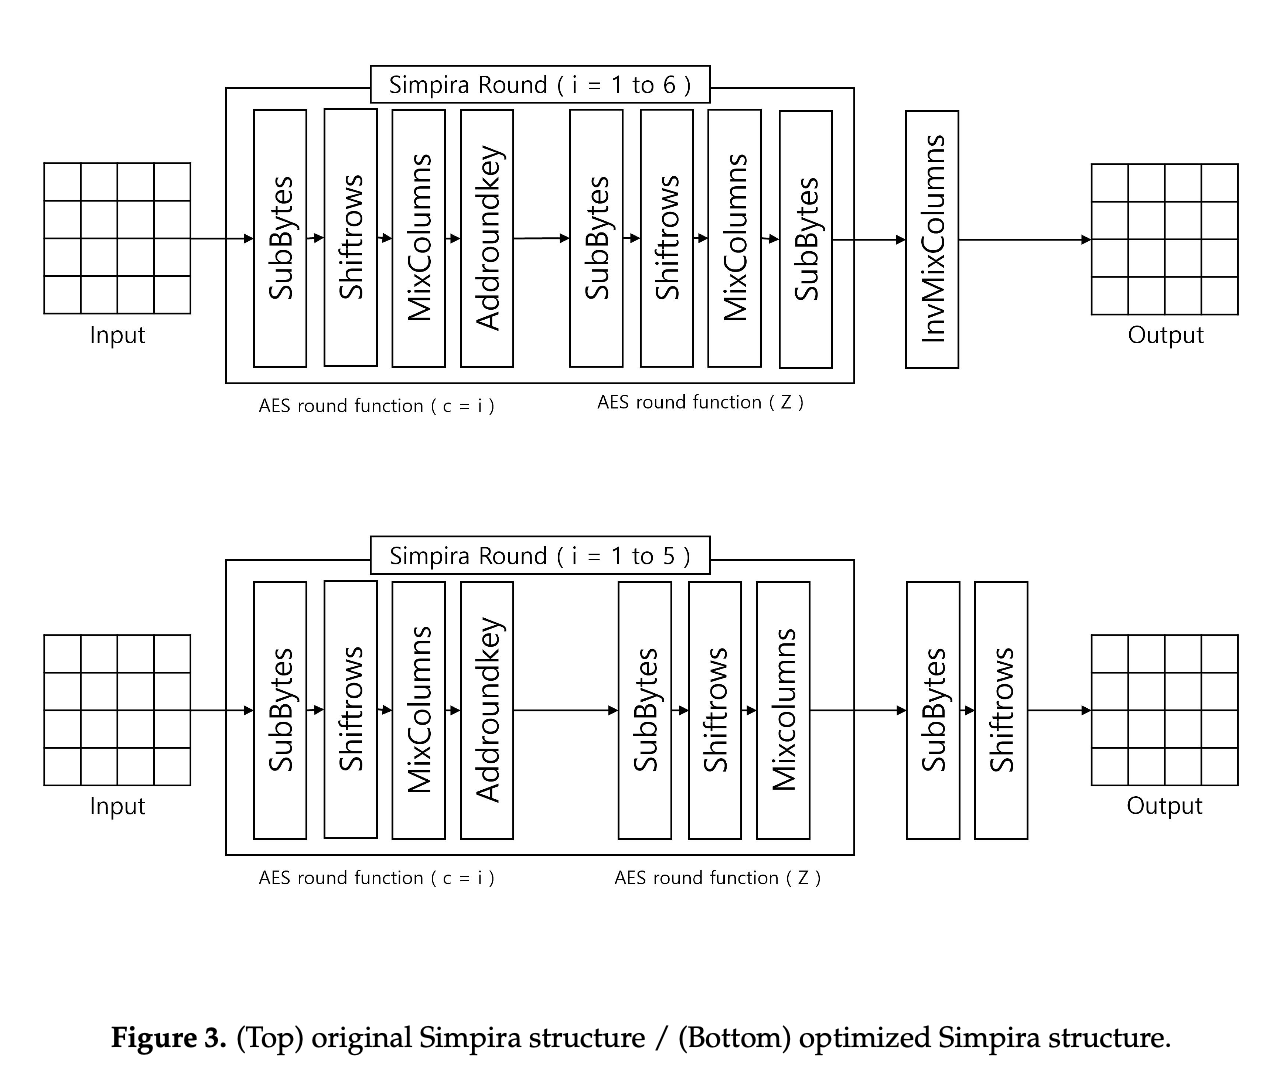 Simpira Round ( i = 1 to 6 )
SubBytes
Shiftrows
MixColumns
Addroundkey
SubBytes
Shiftrows
MixColumns
SubBytes
InvMixColumns
Input
Output
AES round function ( c = i )
AES round function ( Z )
Simpira Round ( i = 1 to 5 )
SubBytes
Shiftrows
MixColumns
Addroundkey
SubBytes
Shiftrows
Mixcolumns
SubBytes
Shiftrows
Input
Output
AES round function ( c = i )
AES round function ( Z )
Figure 3. (Top) original Simpira structure / (Bottom) optimized Simpira structure.